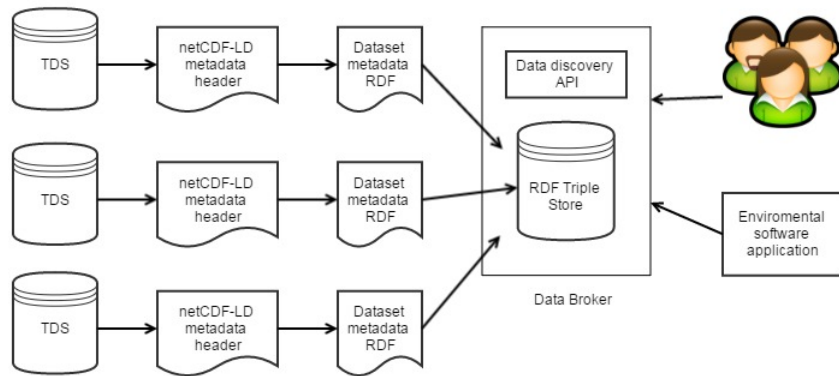 TDS
netCDF-LD
metadata
header
Dataset
metadata
RDF
Data discovery
API
TDS
netCDF-LD
metadata
header
Dataset
metadata
RDF
RDF Triple
Store
Enviromental
software
application
TDS
netCDF-LD
metadata
header
Dataset
metadata
RDF
Data Broker